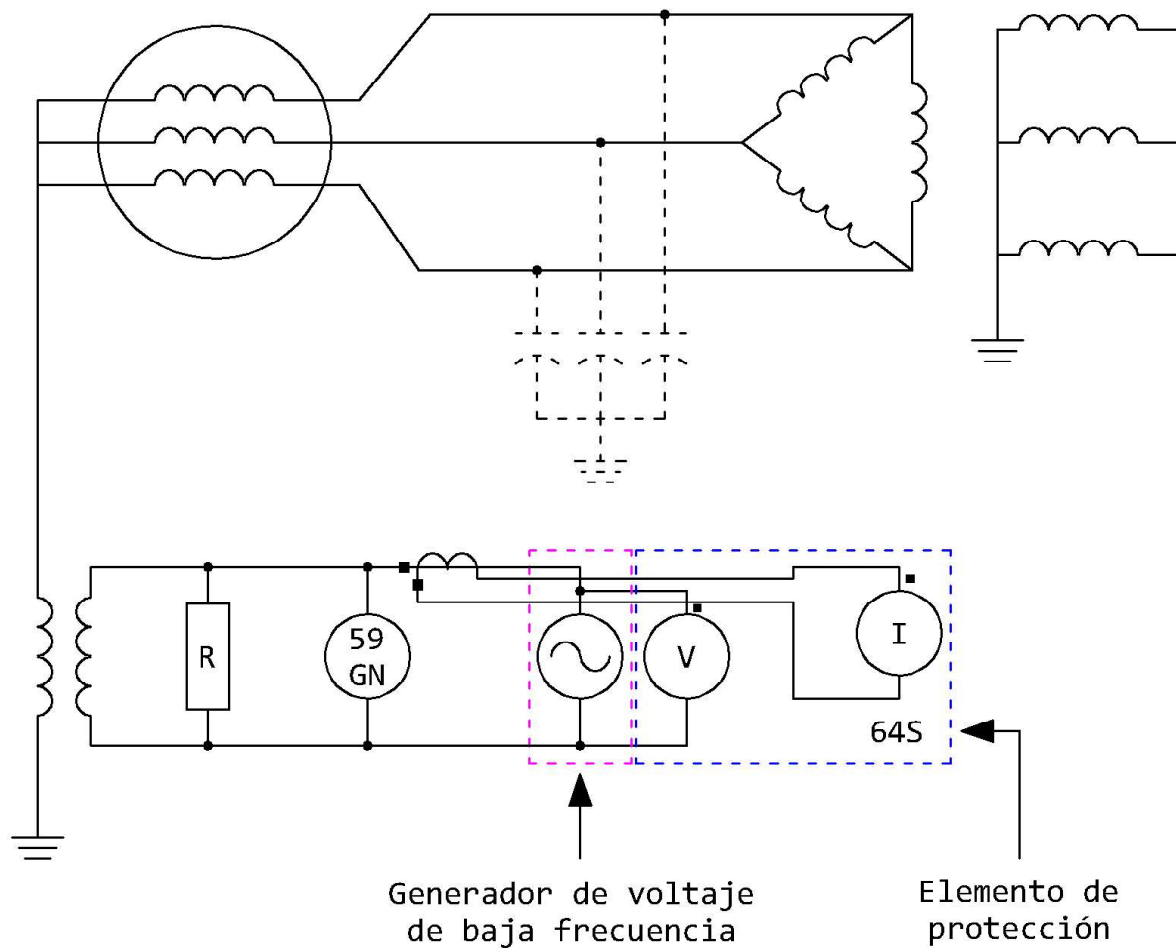 R
59
GN
V
I
64S
Generador de voltaje
de baja frecuencia
Elemento de
protección